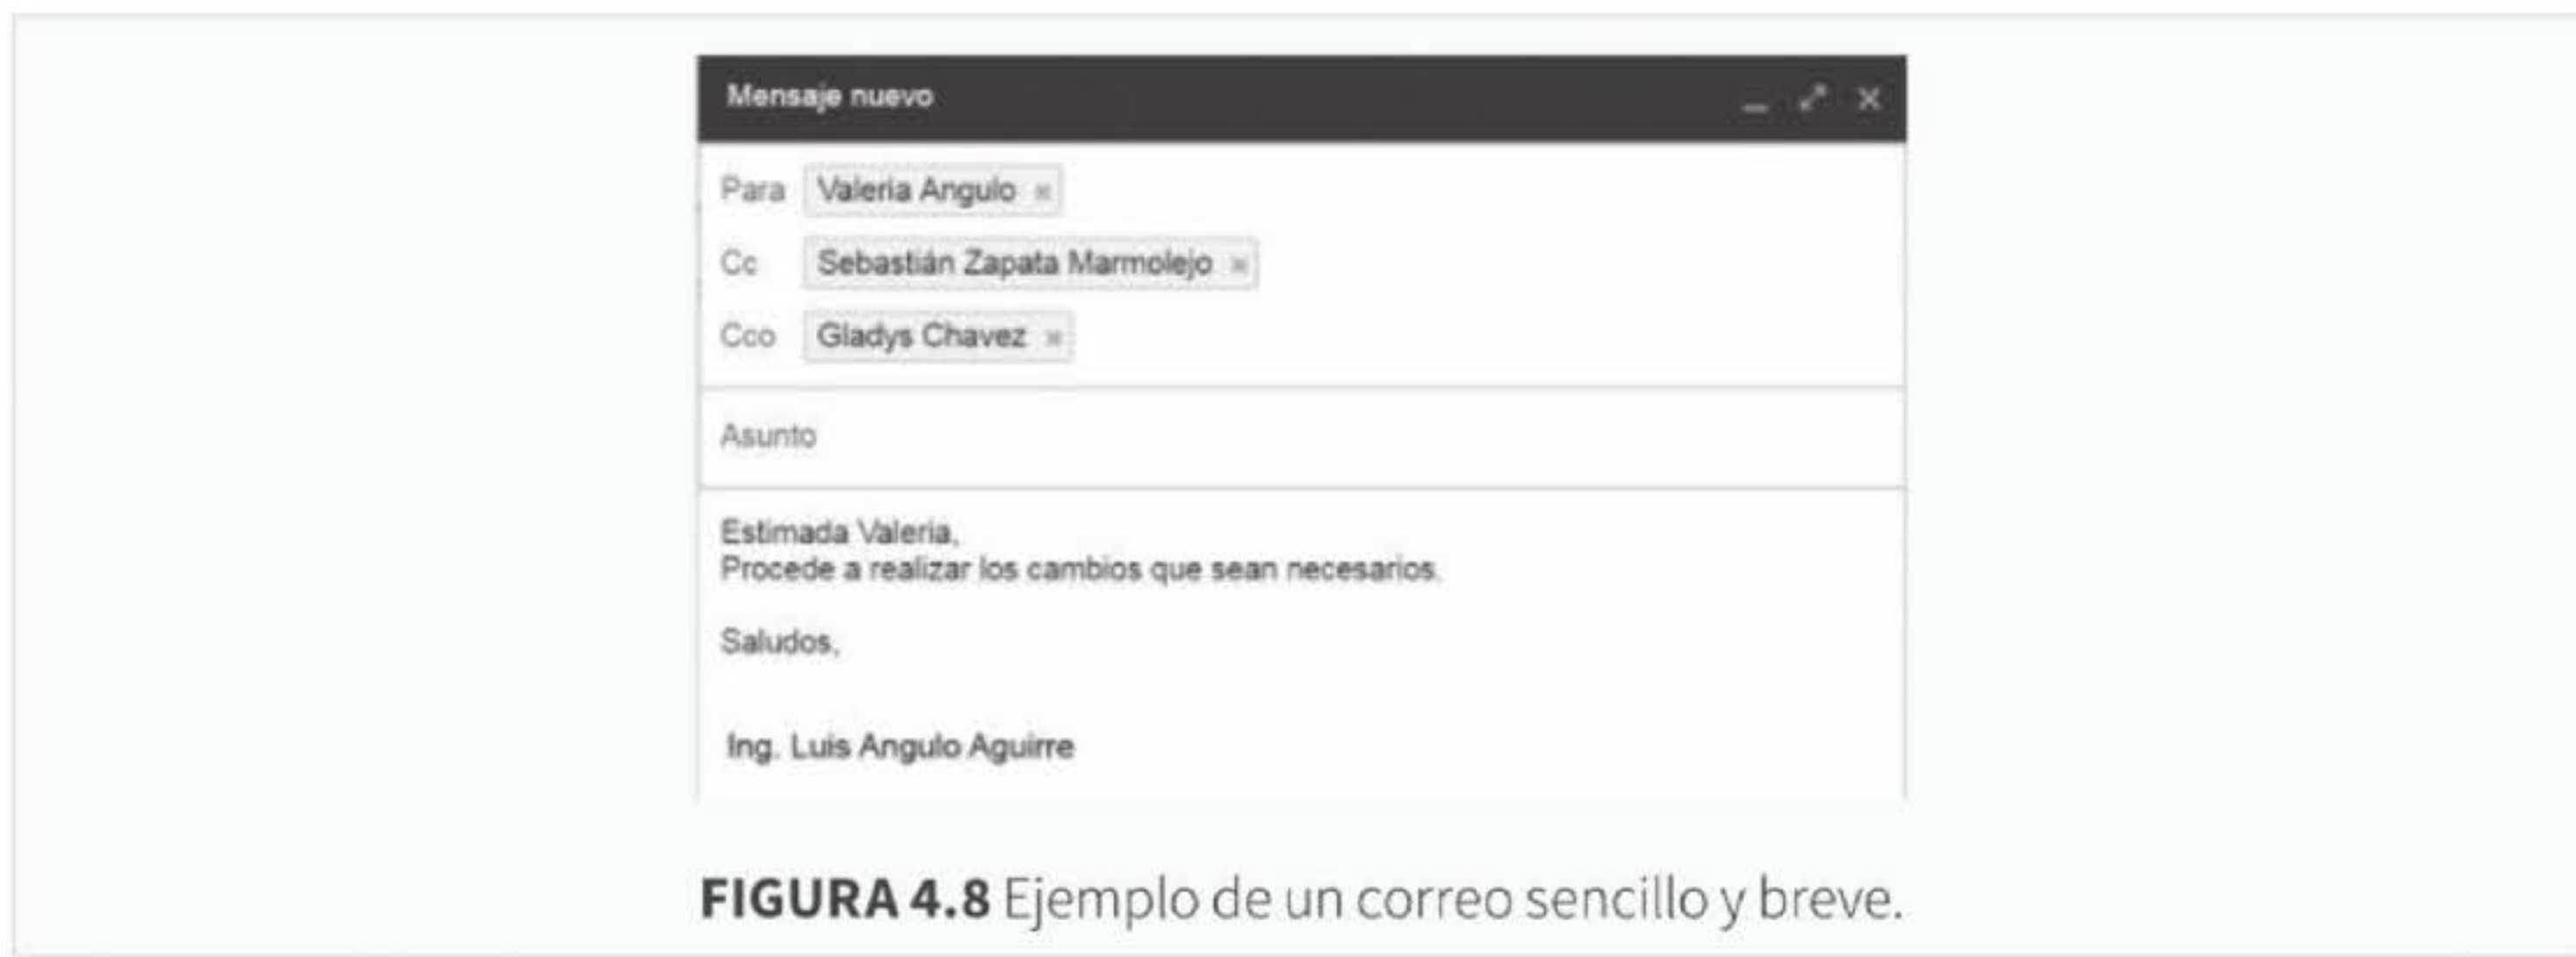 Mensaje nuevo
Para Valeria Angulo
Cc Sebastián Zapata Marmolejo
Cco Gladys Chavez
Asunto
Estimada Valeria,
Procede a realizar los cambios que sean necesarios.
Saludos,
Ing. Luis Angulo Aguirre
FIGURA 4.8 Ejemplo de un correo sencillo y breve.